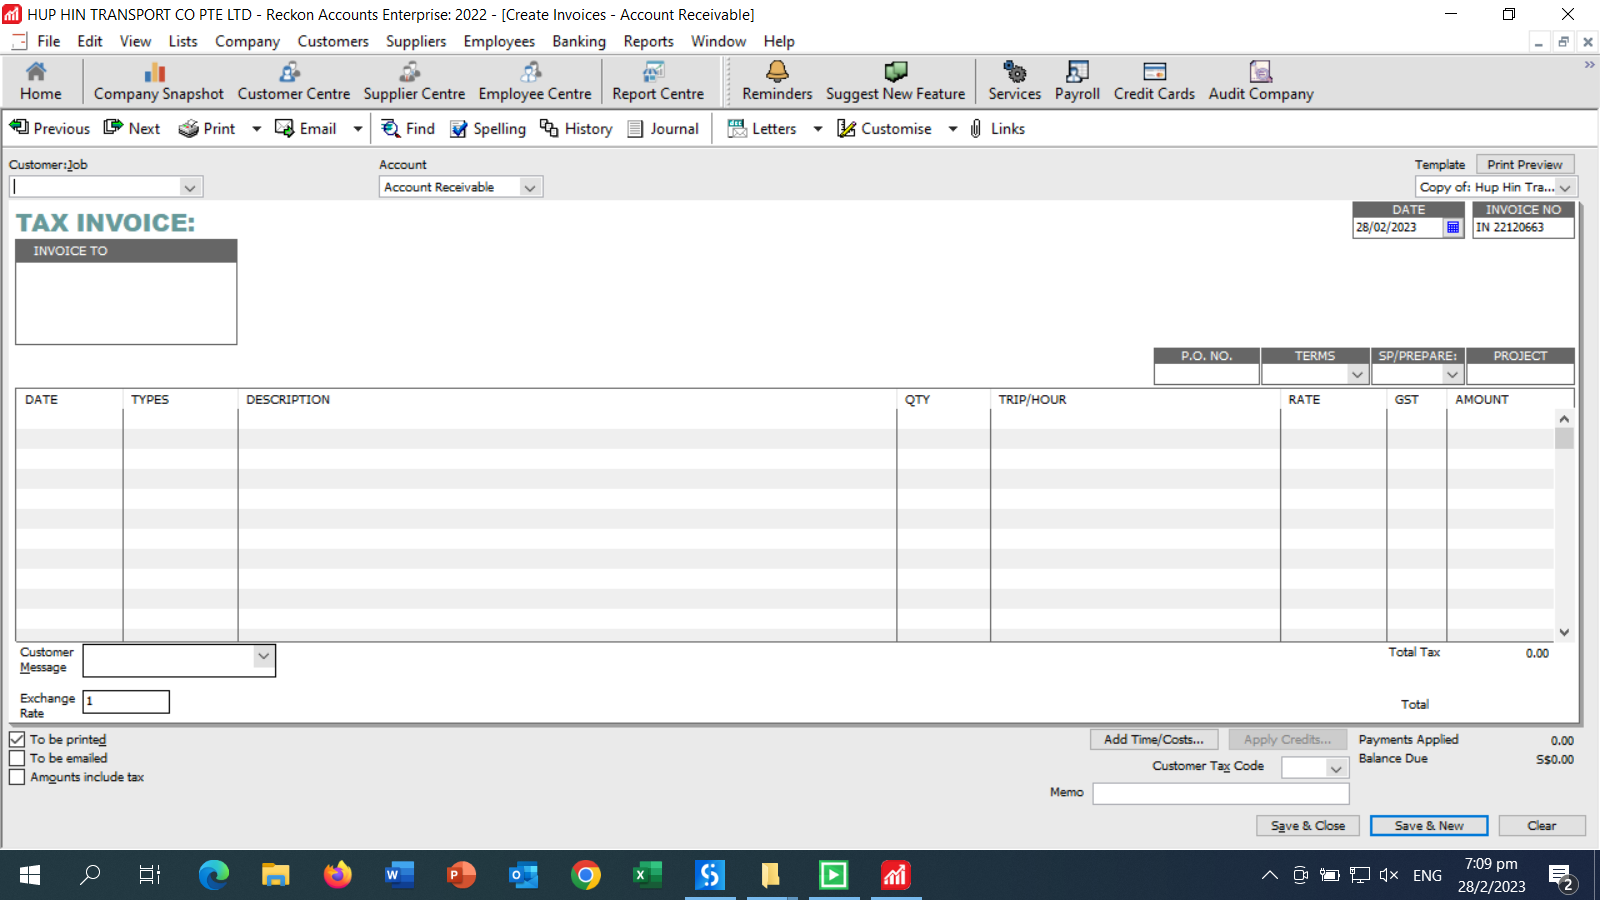 HUP HIN TRANSPORT CO PTE LTD - Reckon Accounts Enterprise: 2022 - [Create Invoices - Account Receivable]
File Edit View Lists Company Customers Suppliers Employees Banking Reports Window Help
Home Company Snapshot Customer Centre Supplier Centre Employee Centre Report Centre Reminders Suggest New Feature Services Payroll Credit Cards Audit Company
Previous Next Print Email Find Spelling History Journal Letters Customise Links
Customer:Job Account Template Print Preview
Account Receivable Copy of: Hup Hin Tra...
TAX INVOICE: DATE INVOICE NO
28/02/2023 IN 22120663
INVOICE TO
P.O. NO. TERMS SP/PREPARE: PROJECT
DATE TYPES DESCRIPTION QTY TRIP/HOUR RATE GST AMOUNT
Customer Message Total Tax 0.00
Exchange Rate 1 Total
To be printed Add Time/Costs... Apply Credits... Payments Applied 0.00
To be emailed Customer Tax Code Balance Due S$0.00
Amounts include tax
Memo
Save & Close Save & New Clear
ENG 7:09 pm
28/2/2023 2